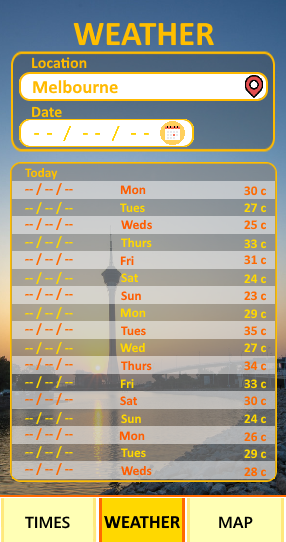 WEATHER
Location
Melbourne
Date
-- / -- / --
Today
-- / -- / -- Mon 30 c
-- / -- / -- Tues 27 c
-- / -- / -- Weds 25 c
-- / -- / -- Thurs 33 c
-- / -- / -- Fri 31 c
-- / -- / -- Sat 24 c
-- / -- / -- Sun 23 c
-- / -- / -- Mon 29 c
-- / -- / -- Tues 35 c
-- / -- / -- Wed 27 c
-- / -- / -- Thurs 34 c
-- / -- / -- Fri 33 c
-- / -- / -- Sat 30 c
-- / -- / -- Sun 24 c
-- / -- / -- Mon 26 c
-- / -- / -- Tues 29 c
-- / -- / -- Weds 28 c
TIMES WEATHER MAP